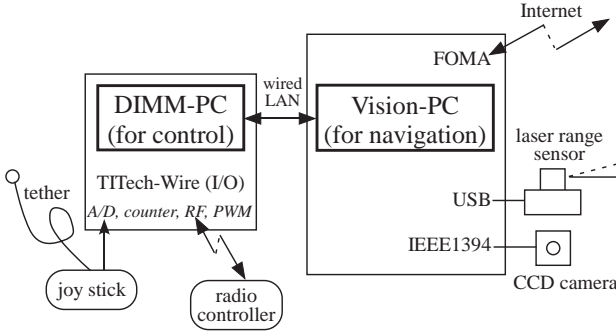 Internet
FOMA
wired
LAN
DIMM-PC
(for control)
Vision-PC
(for navigation)
laser range
sensor
TITech-Wire (I/O)
A/D, counter, RF, PWM
tether
USB
IEEE1394
CCD camera
joy stick
radio
controller